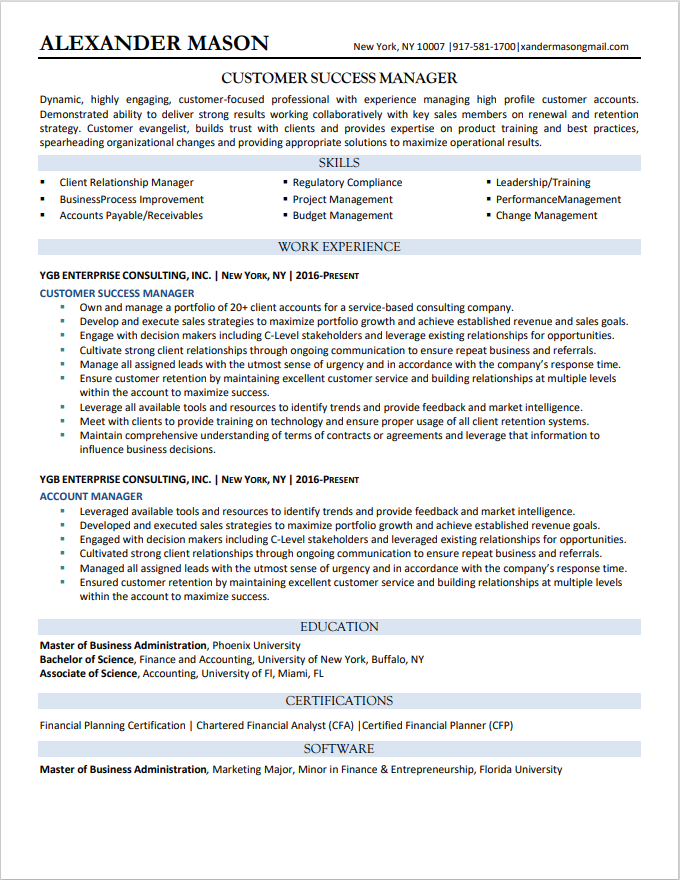 ALEXANDER MASON
New York, NY 10007 |917-581-1700|xandermasongmail.com
CUSTOMER SUCCESS MANAGER
Dynamic, highly engaging, customer-focused professional with experience managing high profile customer accounts.
Demonstrated ability to deliver strong results working collaboratively with key sales members on renewal and retention
strategy. Customer evangelist, builds trust with clients and provides expertise on product training and best practices,
spearheading organizational changes and providing appropriate solutions to maximize operational results.
SKILLS
▪ Client Relationship Manager ▪ Regulatory Compliance ▪ Leadership/Training
▪ BusinessProcess Improvement ▪ Project Management ▪ PerformanceManagement
▪ Accounts Payable/Receivables ▪ Budget Management ▪ Change Management
WORK EXPERIENCE
YGB ENTERPRISE CONSULTING, INC. | NEW YORK, NY | 2016-PRESENT
CUSTOMER SUCCESS MANAGER
▪ Own and manage a portfolio of 20+ client accounts for a service-based consulting company.
▪ Develop and execute sales strategies to maximize portfolio growth and achieve established revenue and sales goals.
▪ Engage with decision makers including C-Level stakeholders and leverage existing relationships for opportunities.
▪ Cultivate strong client relationships through ongoing communication to ensure repeat business and referrals.
▪ Manage all assigned leads with the utmost sense of urgency and in accordance with the company's response time.
▪ Ensure customer retention by maintaining excellent customer service and building relationships at multiple levels
within the account to maximize success.
▪ Leverage all available tools and resources to identify trends and provide feedback and market intelligence.
▪ Meet with clients to provide training on technology and ensure proper usage of all client retention systems.
▪ Maintain comprehensive understanding of terms of contracts or agreements and leverage that information to
influence business decisions.
YGB ENTERPRISE CONSULTING, INC. | NEW YORK, NY | 2016-PRESENT
ACCOUNT MANAGER
▪ Leveraged available tools and resources to identify trends and provide feedback and market intelligence.
▪ Developed and executed sales strategies to maximize portfolio growth and achieve established revenue goals.
▪ Engaged with decision makers including C-Level stakeholders and leveraged existing relationships for opportunities.
▪ Cultivated strong client relationships through ongoing communication to ensure repeat business and referrals.
▪ Managed all assigned leads with the utmost sense of urgency and in accordance with the company's response time.
▪ Ensured customer retention by maintaining excellent customer service and building relationships at multiple levels
within the account to maximize success.
EDUCATION
Master of Business Administration, Phoenix University
Bachelor of Science, Finance and Accounting, University of New York, Buffalo, NY
Associate of Science, Accounting, University of Fl, Miami, FL
CERTIFICATIONS
Financial Planning Certification | Chartered Financial Analyst (CFA) |Certified Financial Planner (CFP)
SOFTWARE
Master of Business Administration, Marketing Major, Minor in Finance & Entrepreneurship, Florida University